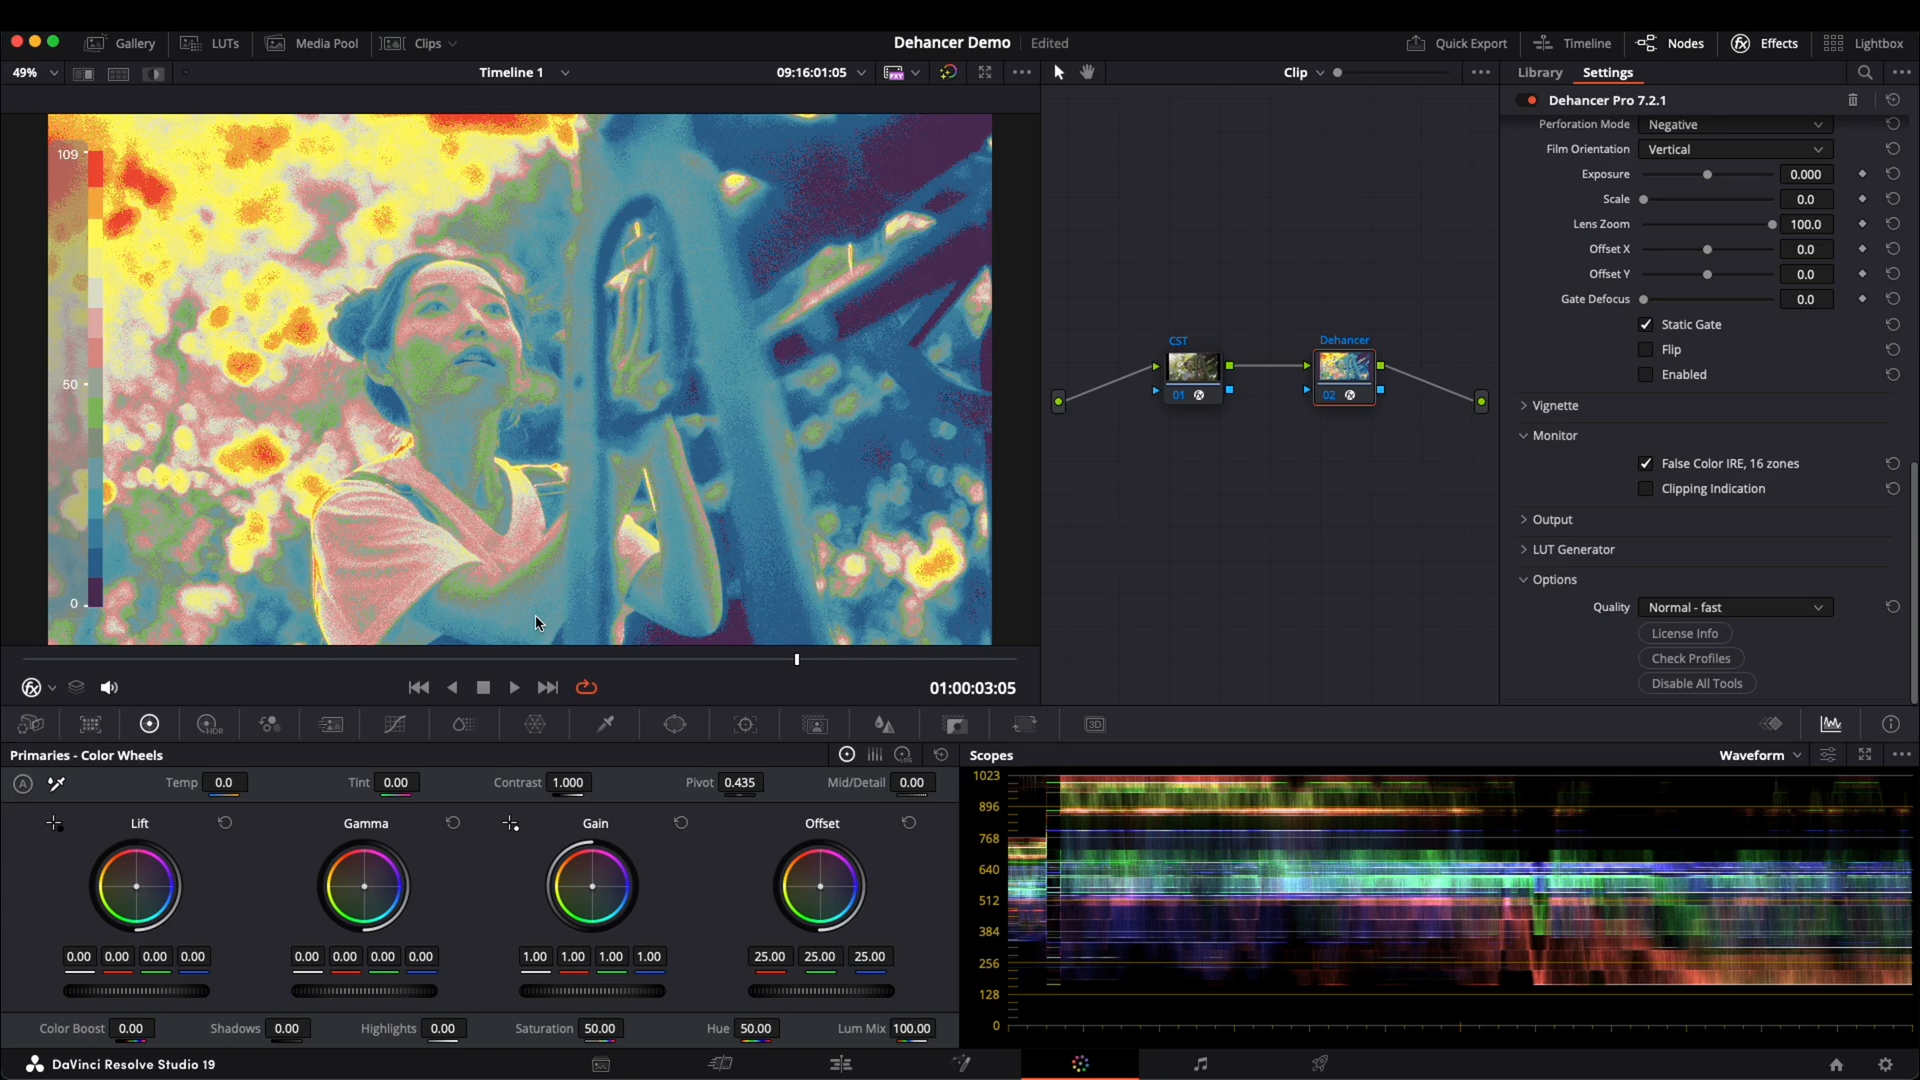 Gallery LUTs Media Pool Clips Dehancer Demo Edited Quick Export Timeline Nodes Effects Lightbox
49% Timeline 1 09:16:01:05 PXY Clip Library Settings
Dehancer Pro 7.2.1
Perforation Mode Negative
Film Orientation Vertical
Exposure 0.000
Scale 0.0
Lens Zoom 100.0
Offset X 0.0
Offset Y 0.0
Gate Defocus 0.0
Static Gate
Flip
Enabled
Vignette
Monitor
False Color IRE, 16 zones
Clipping Indication
Output
LUT Generator
Options
Quality Normal - fast
License Info
Check Profiles
Disable All Tools
109
50
0
CST
01
Dehancer
02
01:00:03:05
HDR
3D
Primaries - Color Wheels
LOG
A Temp 0.0 Tint 0.00 Contrast 1.000 Pivot 0.435 Mid/Detail 0.00
Lift Gamma Gain Offset
0.00 0.00 0.00 0.00 0.00 0.00 0.00 0.00 1.00 1.00 1.00 1.00 25.00 25.00 25.00
Color Boost 0.00 Shadows 0.00 Highlights 0.00 Saturation 50.00 Hue 50.00 Lum Mix 100.00
Scopes Waveform
1023
896
768
640
512
384
256
128
0
DaVinci Resolve Studio 19